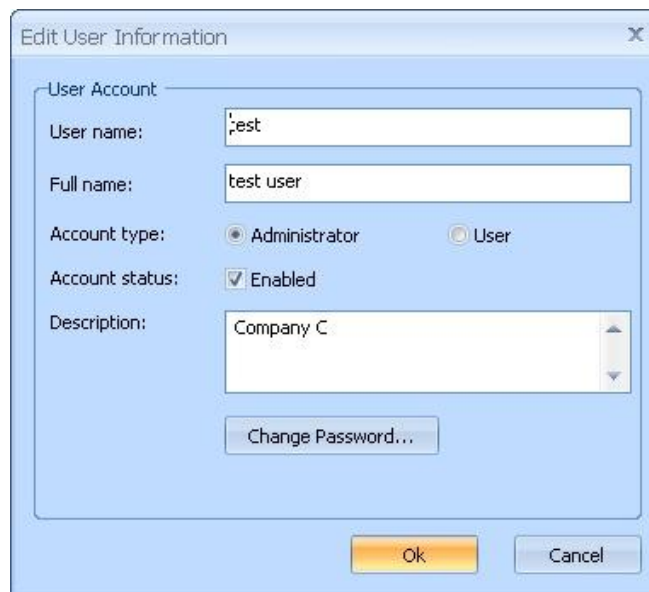 Edit User Information
User Account
User name: test
Full name: test user
Account type: Administrator User
Account status: Enabled
Description: Company C
Change Password...
Ok Cancel